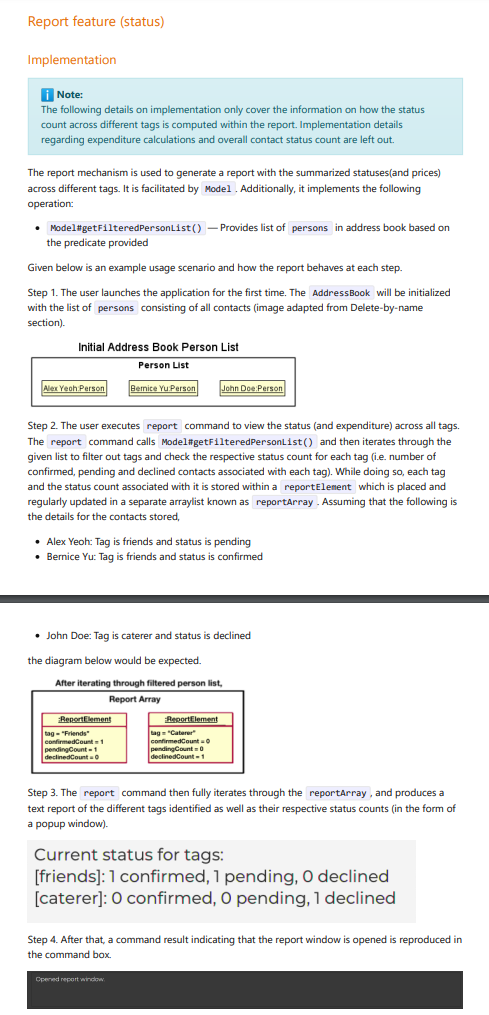 Report feature (status)
Implementation
i Note:
The following details on implementation only cover the information on how the status
count across different tags is computed within the report. Implementation details
regarding expenditure calculations and overall contact status count are left out.
The report mechanism is used to generate a report with the summarized statuses(and prices)
across different tags. It is facilitated by Model . Additionally, it implements the following
operation:
• Model#getFilteredPersonList() — Provides list of persons in address book based on
the predicate provided
Given below is an example usage scenario and how the report behaves at each step.
Step 1. The user launches the application for the first time. The AddressBook will be initialized
with the list of persons consisting of all contacts (image adapted from Delete-by-name
section).
Initial Address Book Person List
Person List
Alex Yeoh:Person Bernice Yu:Person John Doe:Person
Step 2. The user executes report command to view the status (and expenditure) across all tags.
The report command calls Model#getFilteredPersonList() and then iterates through the
given list to filter out tags and check the respective status count for each tag (i.e. number of
confirmed, pending and declined contacts associated with each tag). While doing so, each tag
and the status count associated with it is stored within a reportElement which is placed and
regularly updated in a separate arraylist known as reportArray . Assuming that the following is
the details for the contacts stored,
• Alex Yeoh: Tag is friends and status is pending
• Bernice Yu: Tag is friends and status is confirmed
• John Doe: Tag is caterer and status is declined
the diagram below would be expected.
After iterating through filtered person list,
Report Array
:ReportElement :ReportElement
tag = "Friends" tag = "Caterer"
confirmedCount = 1 confirmedCount = 0
pendingCount = 1 pendingCount = 0
declinedCount = 0 declinedCount = 1
Step 3. The report command then fully iterates through the reportArray , and produces a
text report of the different tags identified as well as their respective status counts (in the form of
a popup window).
Current status for tags:
[friends]: 1 confirmed, 1 pending, 0 declined
[caterer]: 0 confirmed, 0 pending, 1 declined
Step 4. After that, a command result indicating that the report window is opened is reproduced in
the command box.
Opened report window.